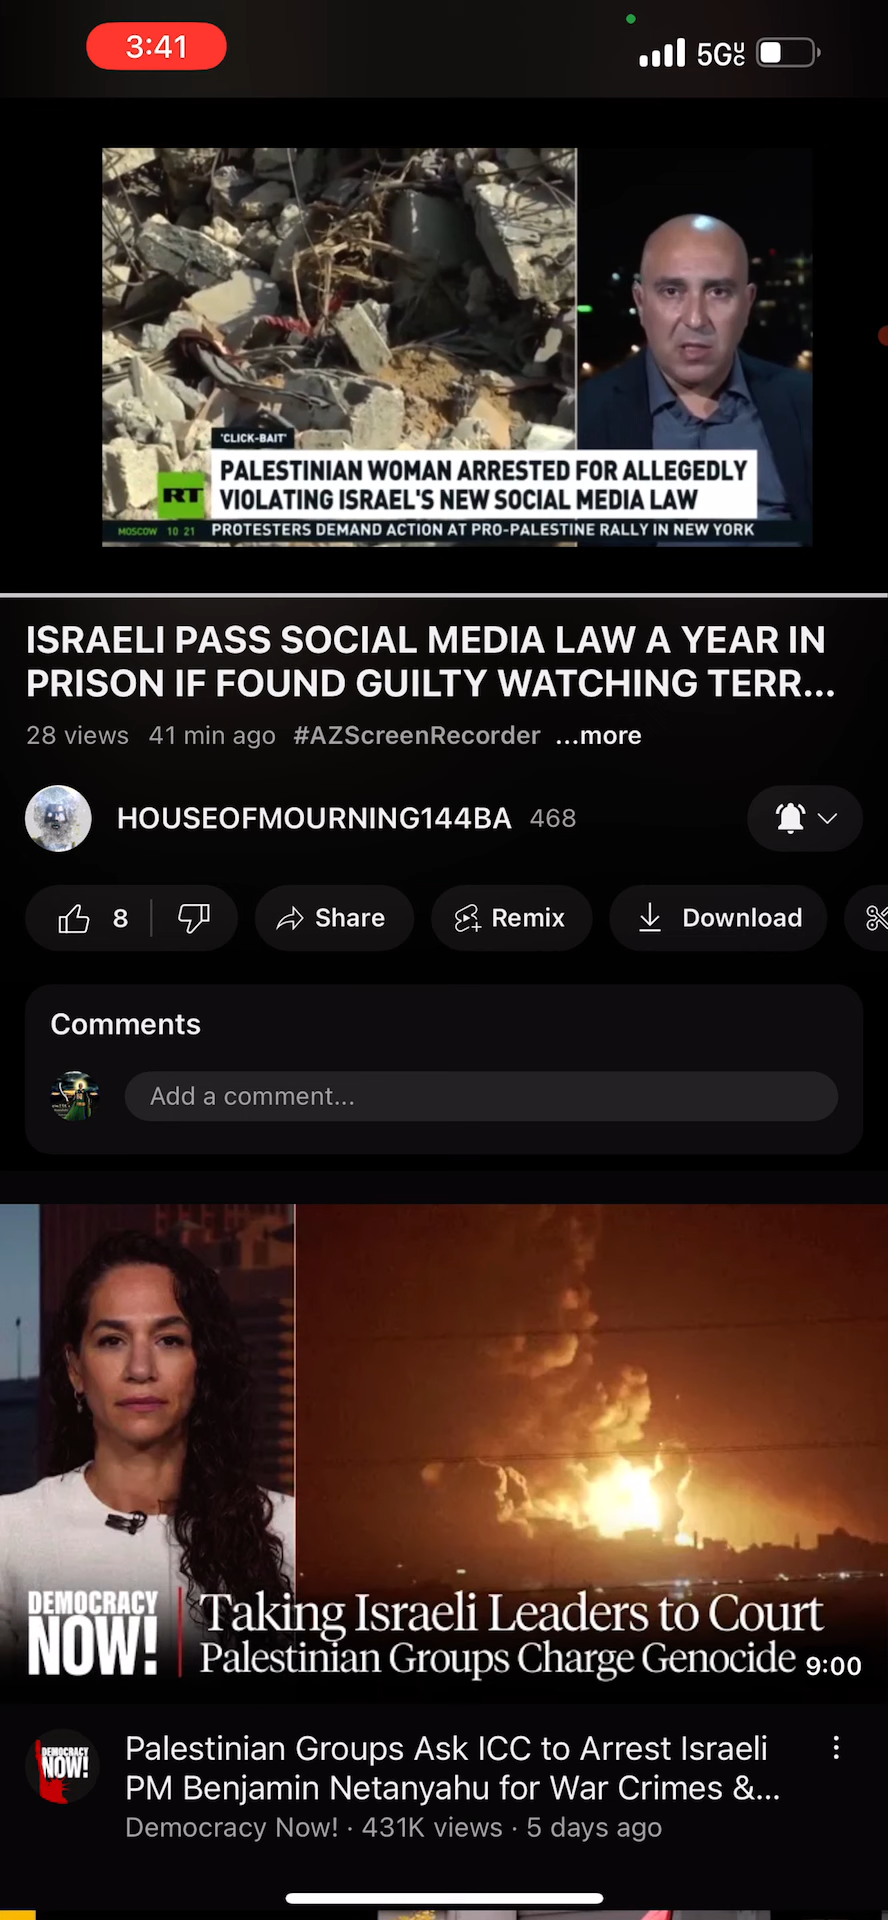 3:41
5GUC
'CLICK-BAIT'
RT
PALESTINIAN WOMAN ARRESTED FOR ALLEGEDLY
VIOLATING ISRAEL'S NEW SOCIAL MEDIA LAW
MOSCOW 10 21 PROTESTERS DEMAND ACTION AT PRO-PALESTINE RALLY IN NEW YORK
ISRAELI PASS SOCIAL MEDIA LAW A YEAR IN
PRISON IF FOUND GUILTY WATCHING TERR...
28 views 41 min ago #AZScreenRecorder ...more
HOUSEOFMOURNING144BA 468
8 Share Remix Download
Comments
Add a comment...
DEMOCRACY
NOW!
Taking Israeli Leaders to Court
Palestinian Groups Charge Genocide
9:00
DEMOCRACY
NOW!
Palestinian Groups Ask ICC to Arrest Israeli
PM Benjamin Netanyahu for War Crimes &...
Democracy Now! · 431K views · 5 days ago